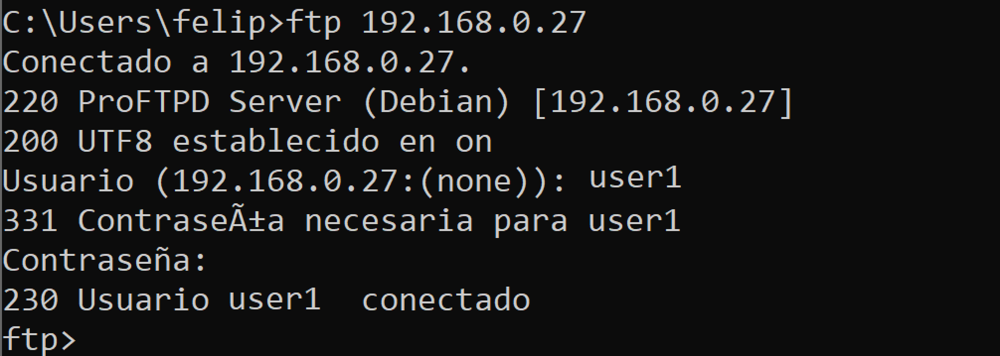 C:\Users\felip>ftp 192.168.0.27
Conectado a 192.168.0.27.
220 ProFTPD Server (Debian) [192.168.0.27]
200 UTF8 establecido en on
Usuario (192.168.0.27:(none)): user1
331 ContraseÃ±a necesaria para user1
Contraseña:
230 Usuario user1  conectado
ftp>